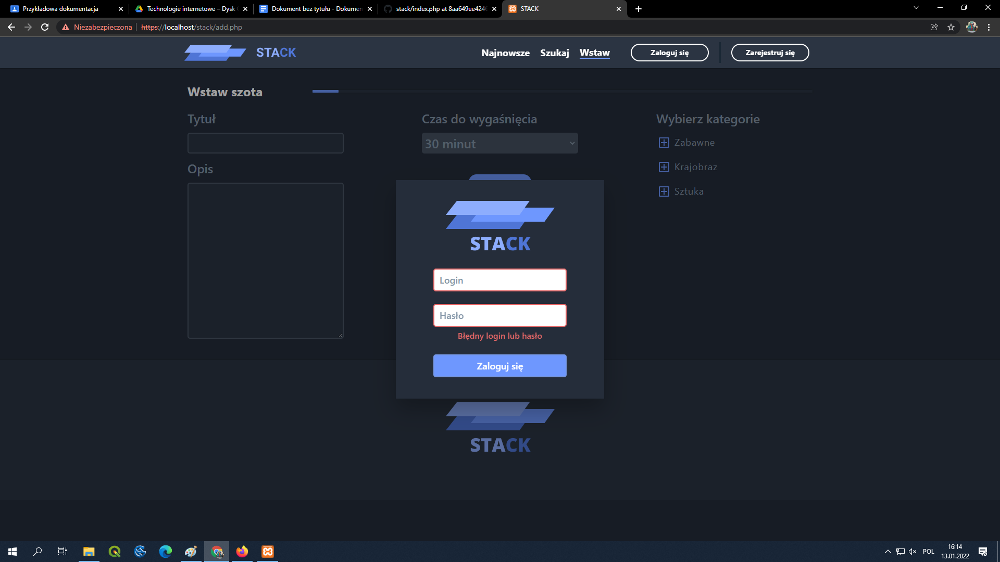 Przykładowa dokumentacja
Technologie internetowe – Dysk
Dokument bez tytułu - Dokumen
stack/index.php at 8aa649ee424
STACK
Niezabezpieczona
https://localhost/stack/add.php
STACK
Najnowsze
Szukaj
Wstaw
Zaloguj się
Zarejestruj się
Wstaw szota
Tytuł
Czas do wygaśnięcia
Wybierz kategorie
30 minut
Zabawne
Opis
Krajobraz
Sztuka
STACK
Login
Hasło
Błędny login lub hasło
Zaloguj się
STACK
POL
16:14
13.01.2022